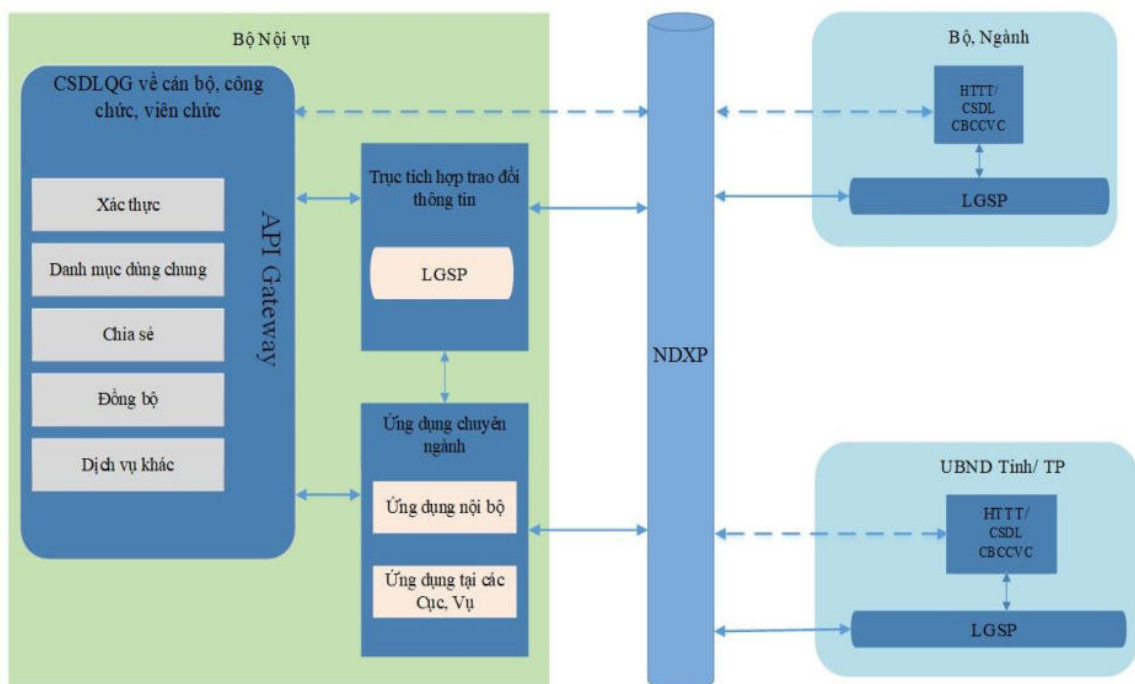 Bộ Nội vụ
CSDLQG về cán bộ, công
chức, viên chức
Xác thực
Danh mục dùng chung
Chia sẻ
Đồng bộ
Dịch vụ khác
API Gateway
Trục tích hợp trao đổi
thông tin
LGSP
Ứng dụng chuyên
ngành
Ứng dụng nội bộ
Ứng dụng tại các
Cục, Vụ
NDXP
Bộ, Ngành
HTTT/
CSDL
CBCCVC
LGSP
UBND Tỉnh/ TP
HTTT/
CSDL
CBCCVC
LGSP